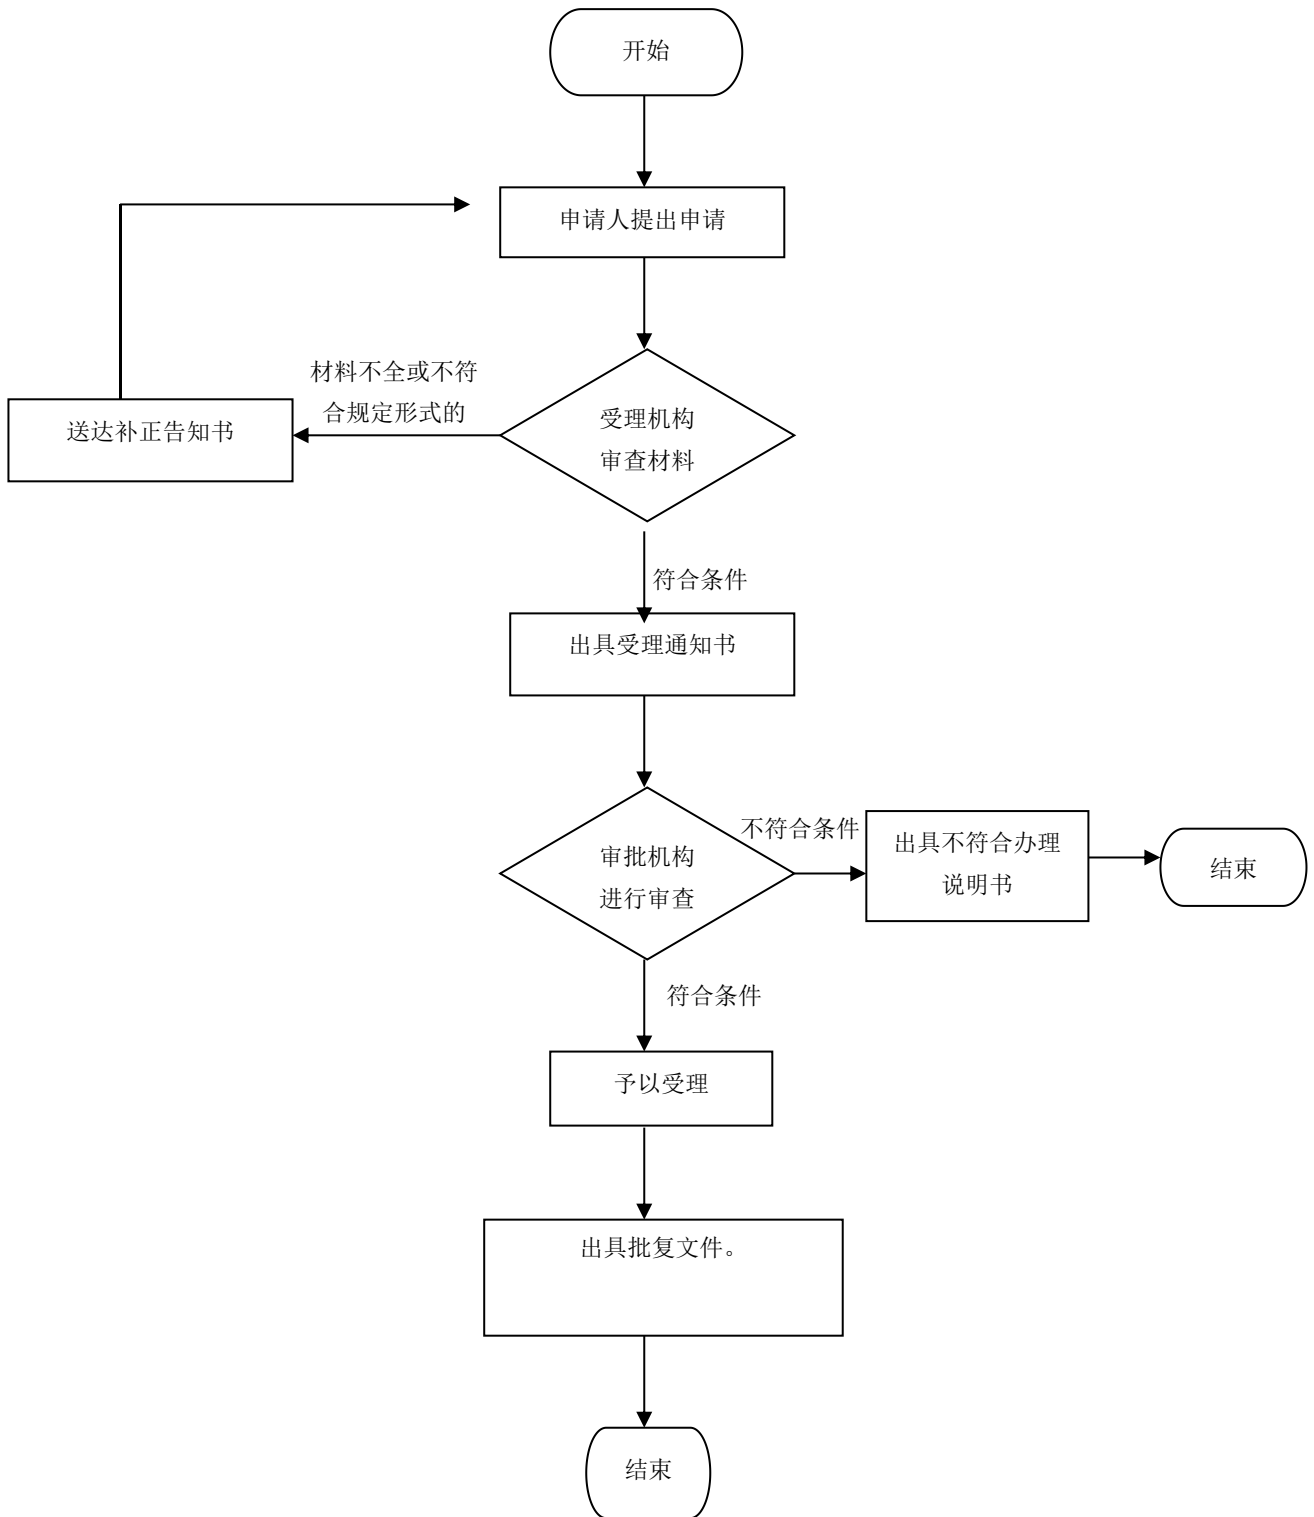 开始
申请人提出申请
材料不全或不符
合规定形式的
送达补正告知书
受理机构
审查材料
符合条件
出具受理通知书
审批机构
进行审查
不符合条件
出具不符合办理
说明书
结束
符合条件
予以受理
出具批复文件。
结束